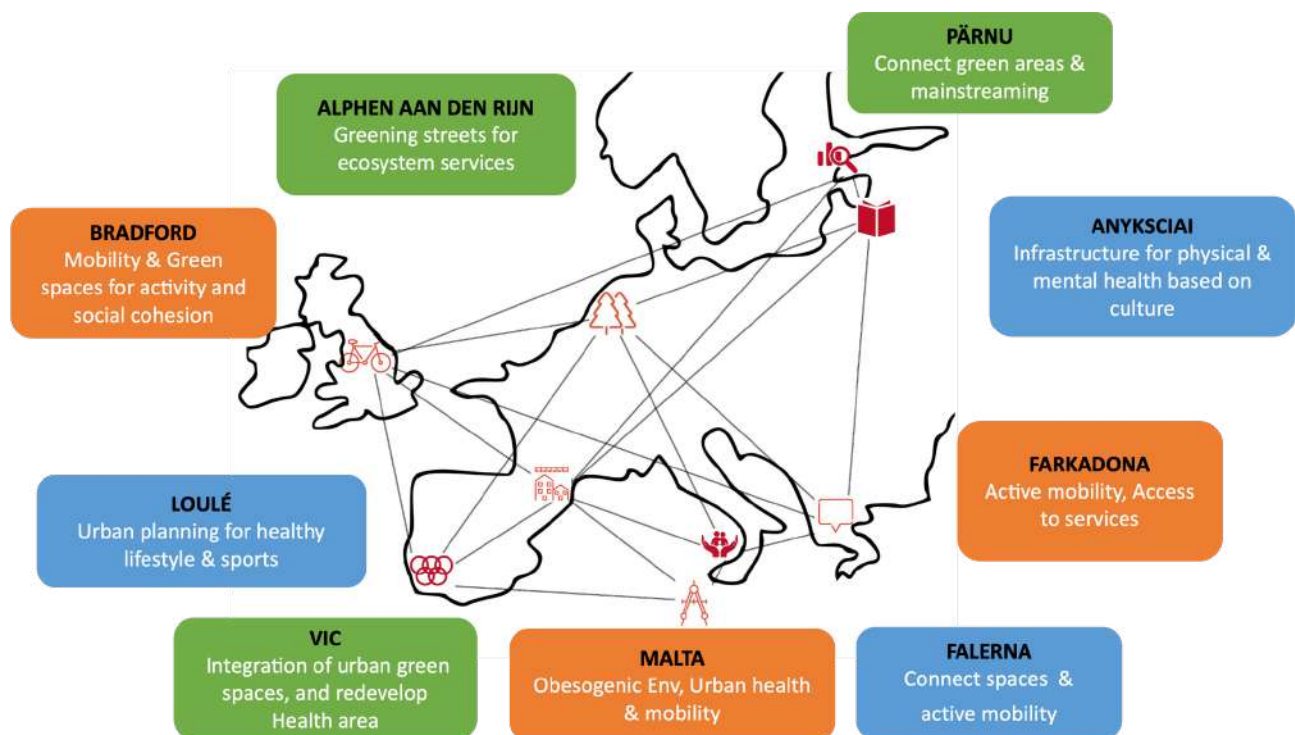 PÄRNU
Connect green areas &
mainstreaming
ALPHEN AAN DEN RIJN
Greening streets for
ecosystem services
BRADFORD
Mobility & Green
spaces for activity and
social cohesion
ANYKSCIAI
Infrastructure for physical &
mental health based on
culture
LOULÉ
Urban planning for healthy
lifestyle & sports
FARKADONA
Active mobility, Access
to services
VIC
Integration of urban green
spaces, and redevelop
Health area
MALTA
Obesogenic Env, Urban health
& mobility
FALERNA
Connect spaces &
active mobility